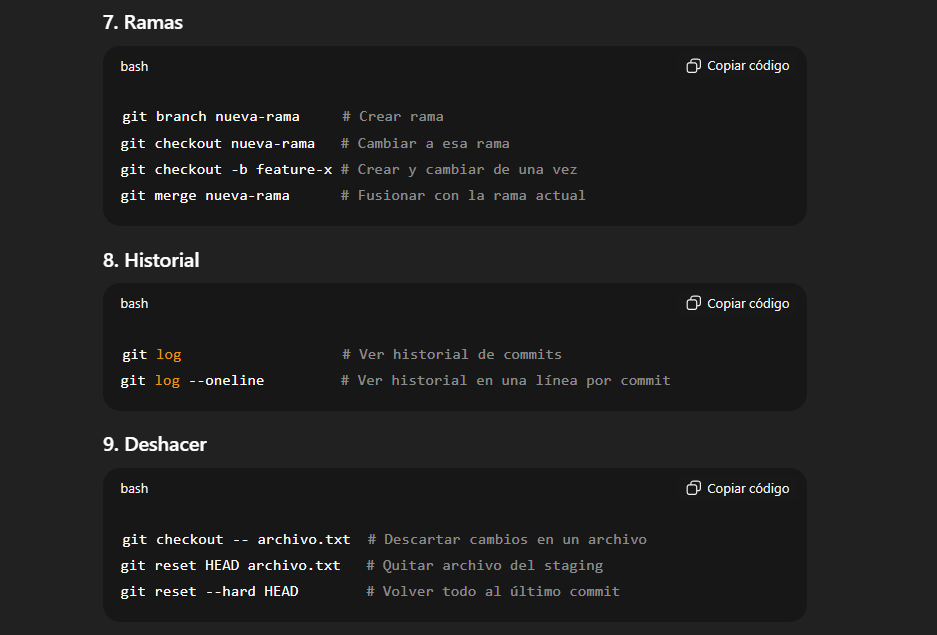 7. Ramas
bash
Copiar código
git branch nueva-rama     # Crear rama
git checkout nueva-rama   # Cambiar a esa rama
git checkout -b feature-x # Crear y cambiar de una vez
git merge nueva-rama      # Fusionar con la rama actual
8. Historial
bash
Copiar código
git log                   # Ver historial de commits
git log --oneline         # Ver historial en una línea por commit
9. Deshacer
bash
Copiar código
git checkout -- archivo.txt  # Descartar cambios en un archivo
git reset HEAD archivo.txt   # Quitar archivo del staging
git reset --hard HEAD        # Volver todo al último commit